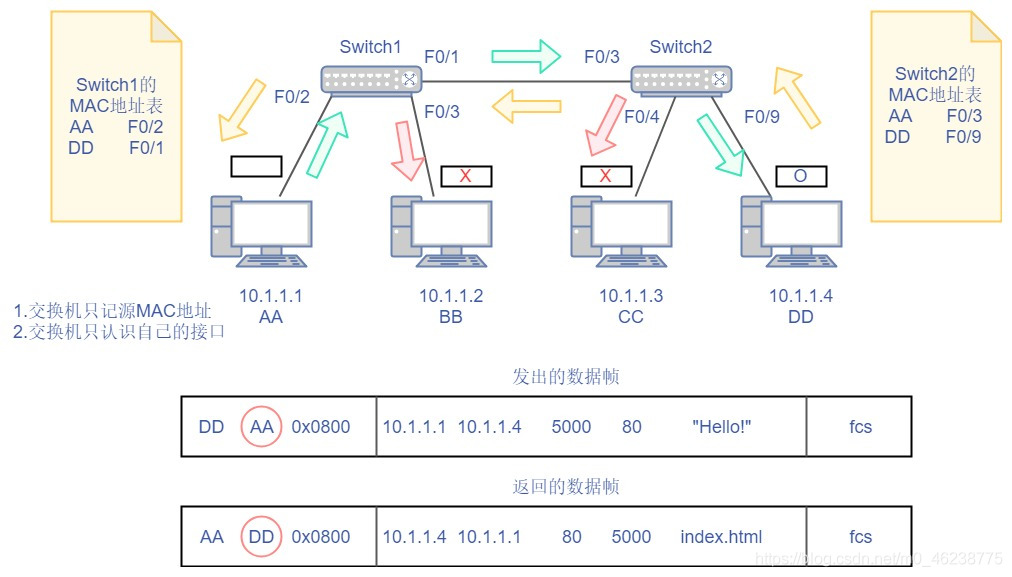 Switch1
Switch2
Switch1的
MAC地址表
AA F0/2
DD F0/1
Switch2的
MAC地址表
AA F0/3
DD F0/9
F0/1
F0/3
F0/2
F0/3
F0/4
F0/9
X
X
O
10.1.1.1
AA
10.1.1.2
BB
10.1.1.3
CC
10.1.1.4
DD
1.交换机只记源MAC地址
2.交换机只认识自己的接口
发出的数据帧
DD AA 0x0800 10.1.1.1 10.1.1.4 5000 80 "Hello!" fcs
返回的数据帧
AA DD 0x0800 10.1.1.4 10.1.1.1 80 5000 index.html fcs
https://blog.csdn.net/m0_46238775